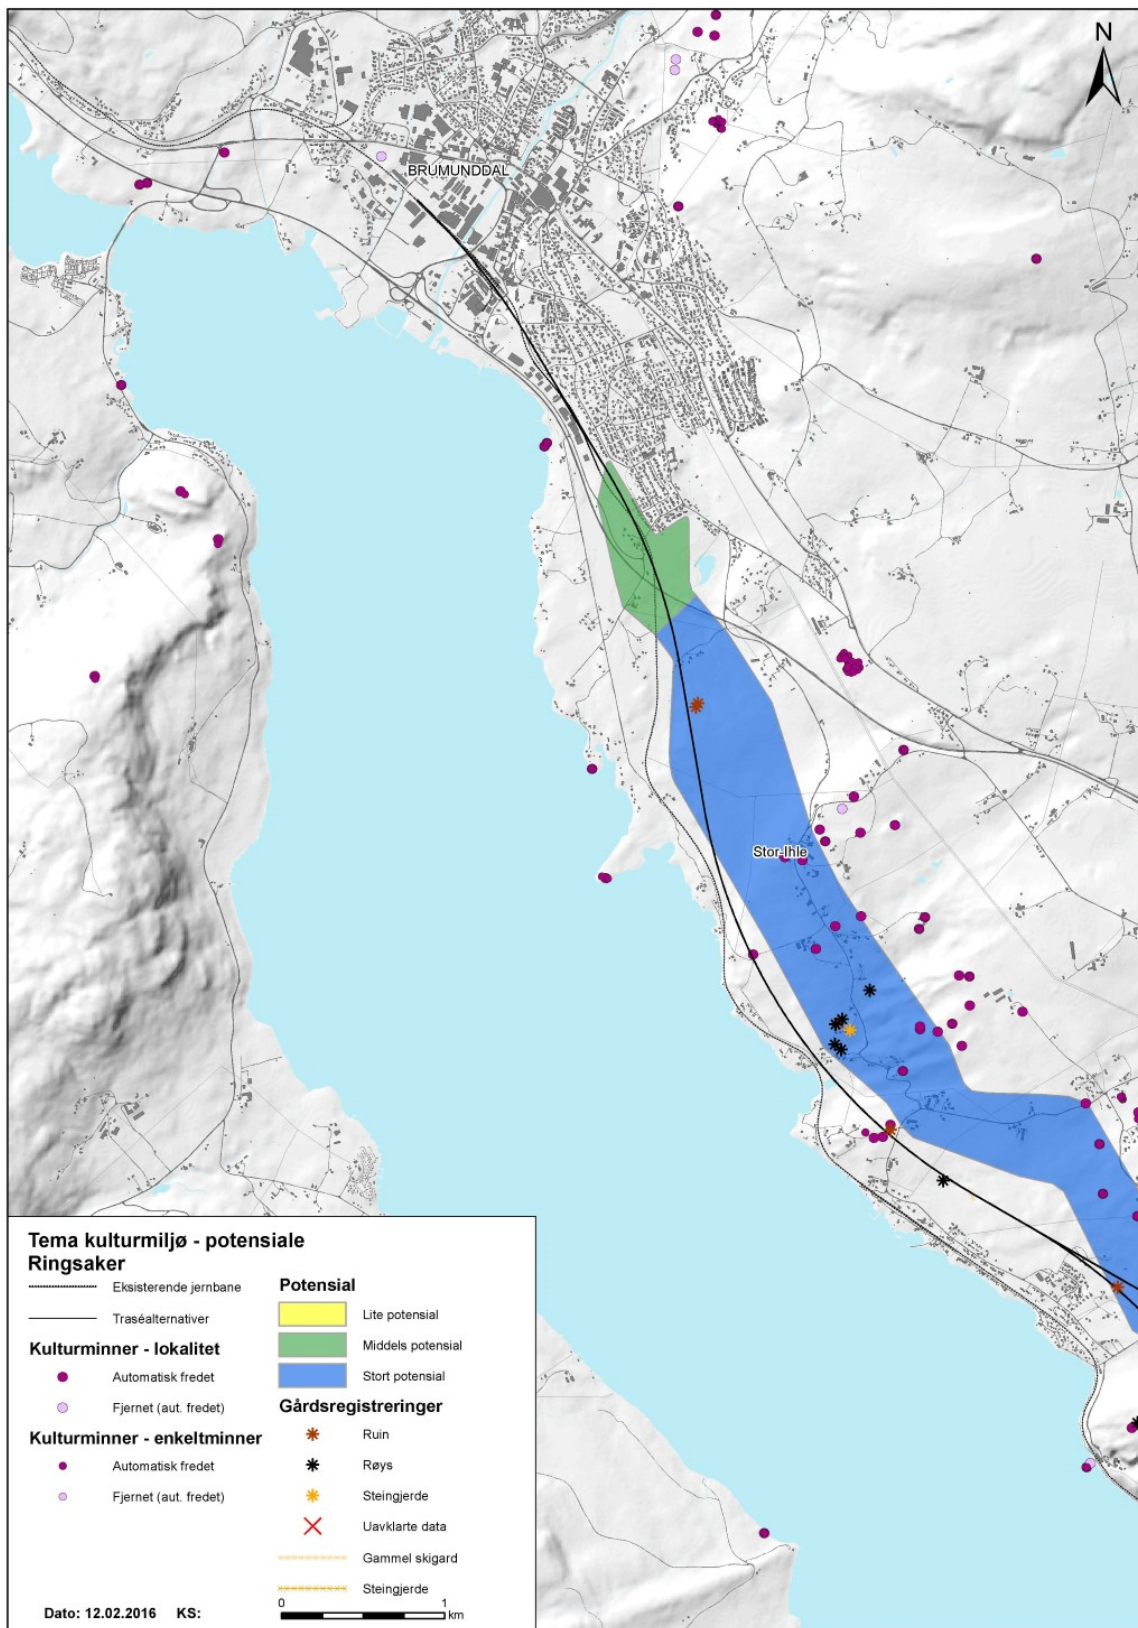 N
BRUMUNDDAL
Stor-Ihle
Tema kulturmiljø - potensiale
Ringsaker
Eksisterende jernbane
Traséalternativer
Kulturminner - lokalitet
Automatisk fredet
Fjernet (aut. fredet)
Kulturminner - enkeltminner
Automatisk fredet
Fjernet (aut. fredet)
Potensial
Lite potensial
Middels potensial
Stort potensial
Gårdsregistreringer
Ruin
Røys
Steingjerde
Uavklarte data
Gammel skigard
Steingjerde
0 1
km
Dato: 12.02.2016 KS: